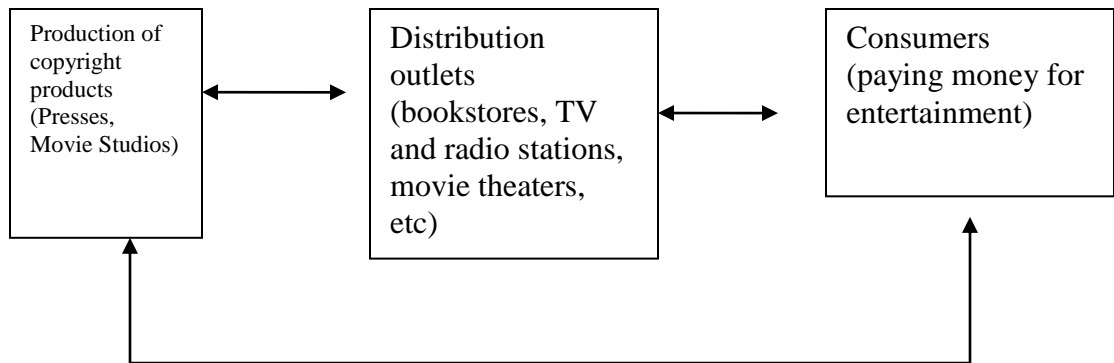 Production of
copyright
products
(Presses,
Movie Studios)
Distribution
outlets
(bookstores, TV
and radio stations,
movie theaters,
etc)
Consumers
(paying money for
entertainment)